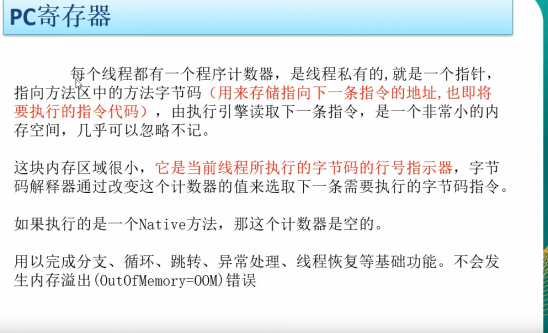 PC寄存器
每个线程都有一个程序计数器，是线程私有的,就是一个指针，
指向方法区中的方法字节码（用来存储指向下一条指令的地址,也即将
要执行的指令代码），由执行引擎读取下一条指令，是一个非常小的内
存空间，几乎可以忽略不记。
这块内存区域很小，它是当前线程所执行的字节码的行号指示器，字节
码解释器通过改变这个计数器的值来选取下一条需要执行的字节码指令。
如果执行的是一个Native方法，那这个计数器是空的。
用以完成分支、循环、跳转、异常处理、线程恢复等基础功能。不会发
生内存溢出(OutOfMemory=OOM)错误